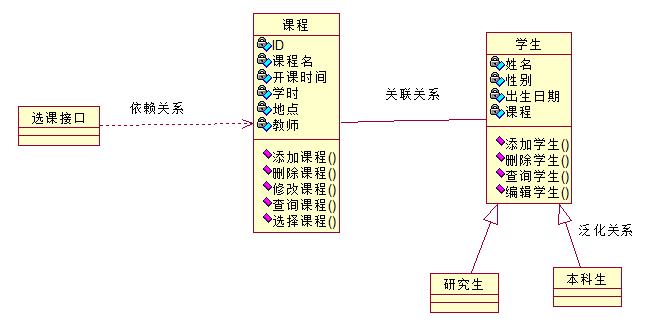 选课接口
依赖关系
课程
ID
课程名
开课时间
学时
地点
教师
添加课程()
删除课程()
修改课程()
查询课程()
选择课程()
关联关系
学生
姓名
性别
出生日期
课程
添加学生()
删除学生()
查询学生()
编辑学生()
泛化关系
研究生
本科生